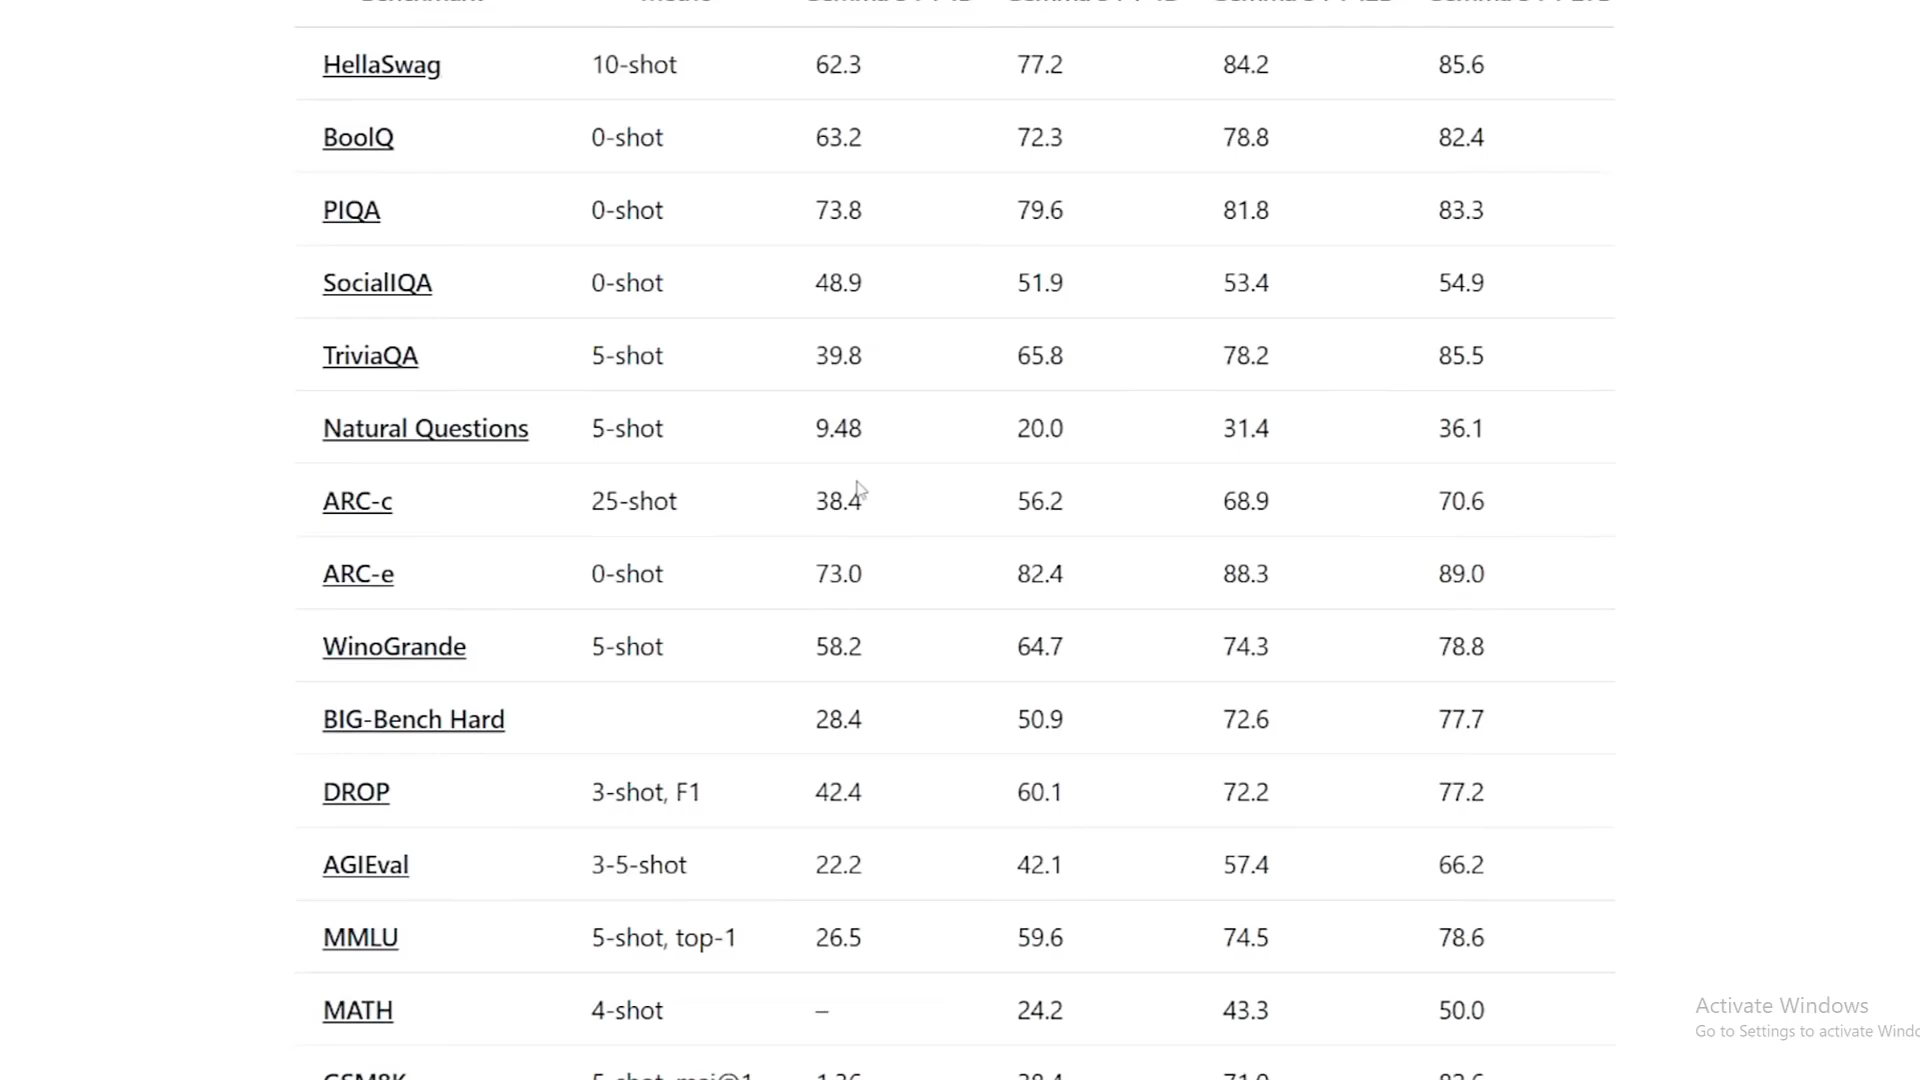 HellaSwag 10-shot 62.3 77.2 84.2 85.6
BoolQ 0-shot 63.2 72.3 78.8 82.4
PIQA 0-shot 73.8 79.6 81.8 83.3
SocialIQA 0-shot 48.9 51.9 53.4 54.9
TriviaQA 5-shot 39.8 65.8 78.2 85.5
Natural Questions 5-shot 9.48 20.0 31.4 36.1
ARC-c 25-shot 38.4 56.2 68.9 70.6
ARC-e 0-shot 73.0 82.4 88.3 89.0
WinoGrande 5-shot 58.2 64.7 74.3 78.8
BIG-Bench Hard 28.4 50.9 72.6 77.7
DROP 3-shot, F1 42.4 60.1 72.2 77.2
AGIEval 3-5-shot 22.2 42.1 57.4 66.2
MMLU 5-shot, top-1 26.5 59.6 74.5 78.6
MATH 4-shot – 24.2 43.3 50.0
Activate Windows
Go to Settings to activate